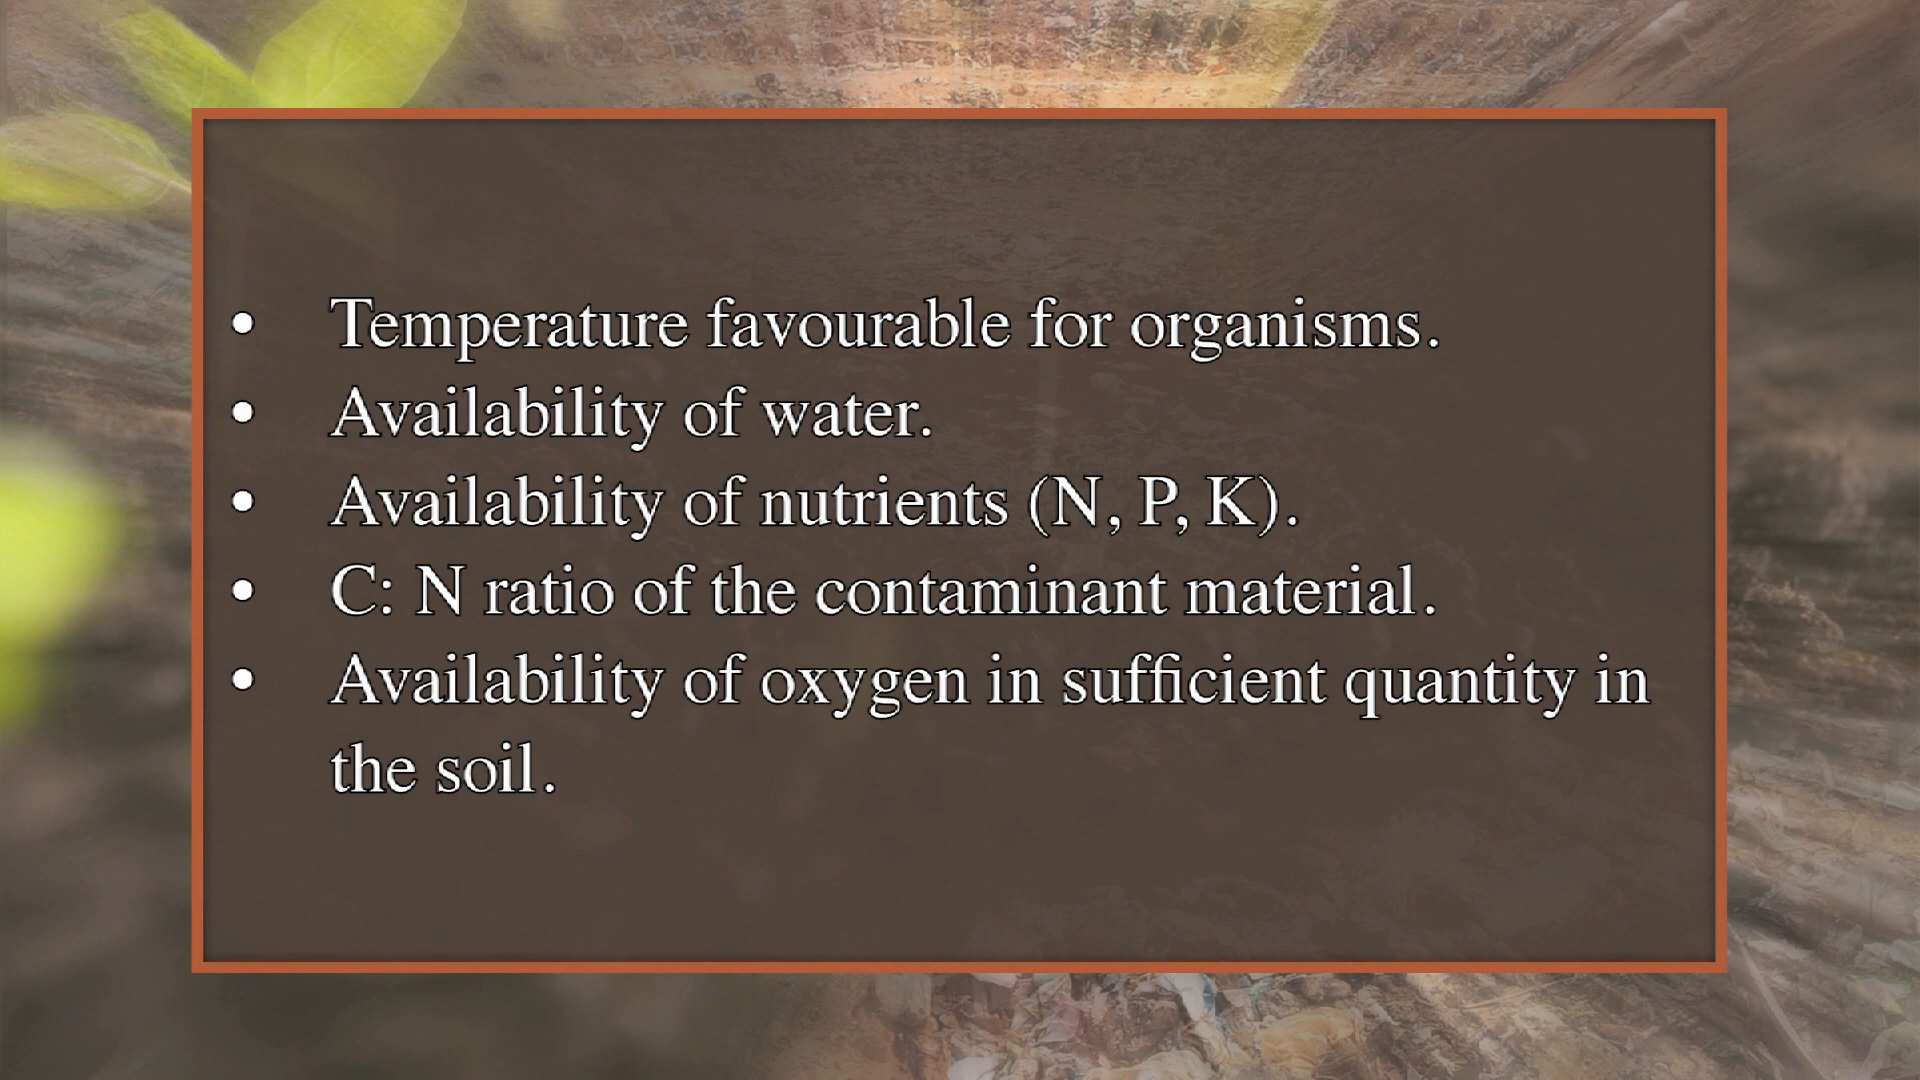 • Temperature favourable for organisms.
• Availability of water.
• Availability of nutrients (N, P, K).
• C: N ratio of the contaminant material.
• Availability of oxygen in sufficient quantity in
the soil.